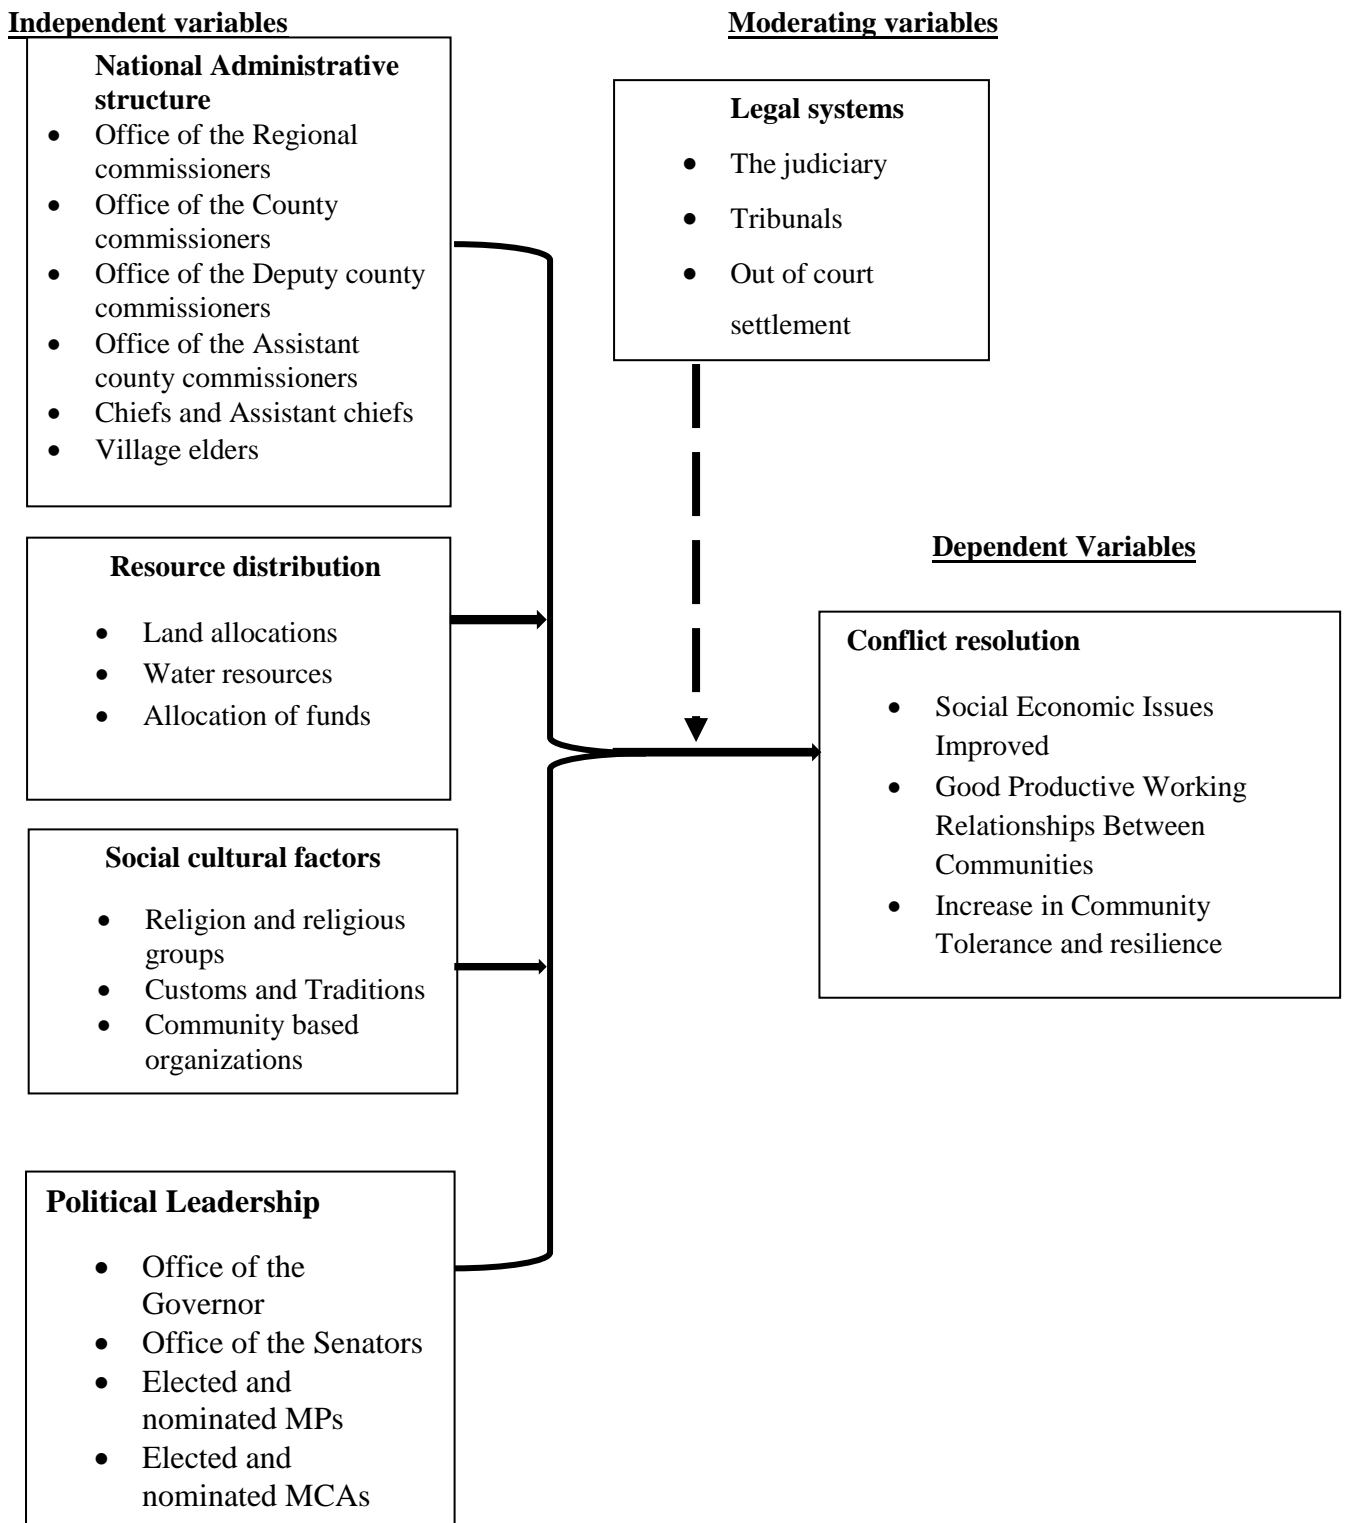 Independent variables
National Administrative
structure
• Office of the Regional
commissioners
• Office of the County
commissioners
• Office of the Deputy county
commissioners
• Office of the Assistant
county commissioners
• Chiefs and Assistant chiefs
• Village elders
Resource distribution
• Land allocations
• Water resources
• Allocation of funds
Social cultural factors
• Religion and religious
groups
• Customs and Traditions
• Community based
organizations
Political Leadership
• Office of the
Governor
• Office of the Senators
• Elected and
nominated MPs
• Elected and
nominated MCAs
Moderating variables
Legal systems
• The judiciary
• Tribunals
• Out of court
settlement
Dependent Variables
Conflict resolution
• Social Economic Issues
Improved
• Good Productive Working
Relationships Between
Communities
• Increase in Community
Tolerance and resilience